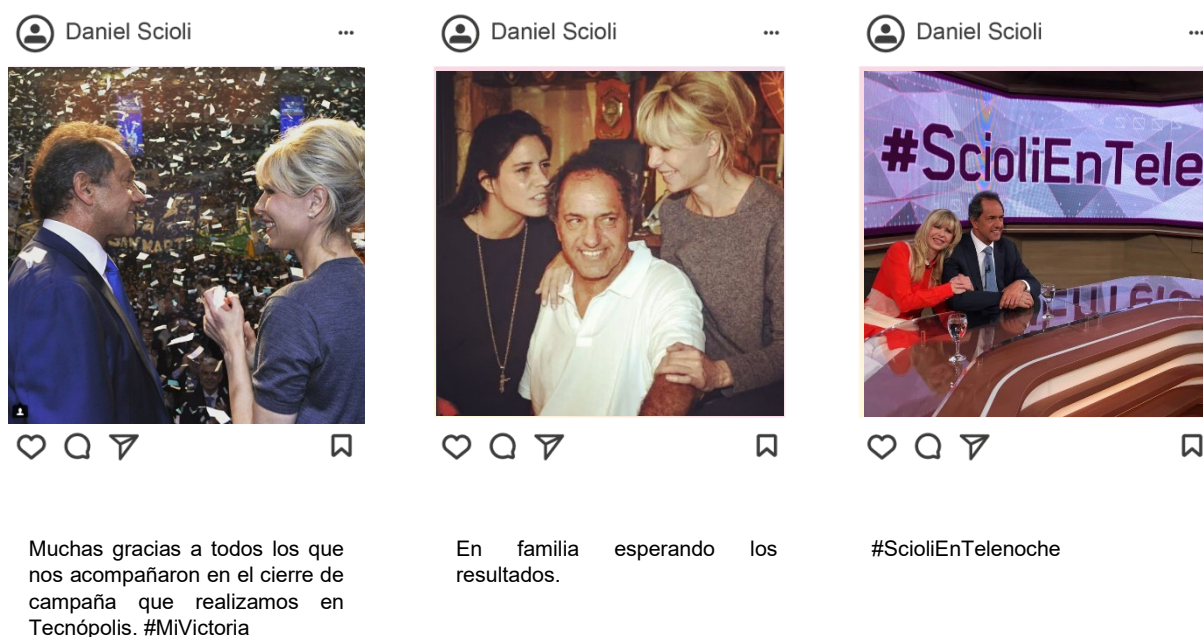 Daniel Scioli
Daniel Scioli
Daniel Scioli
#ScioliEnTele
Muchas gracias a todos los que
nos acompañaron en el cierre de
campaña que realizamos en
Tecnópolis. #MiVictoria
En familia esperando los
resultados.
#ScioliEnTelenoche